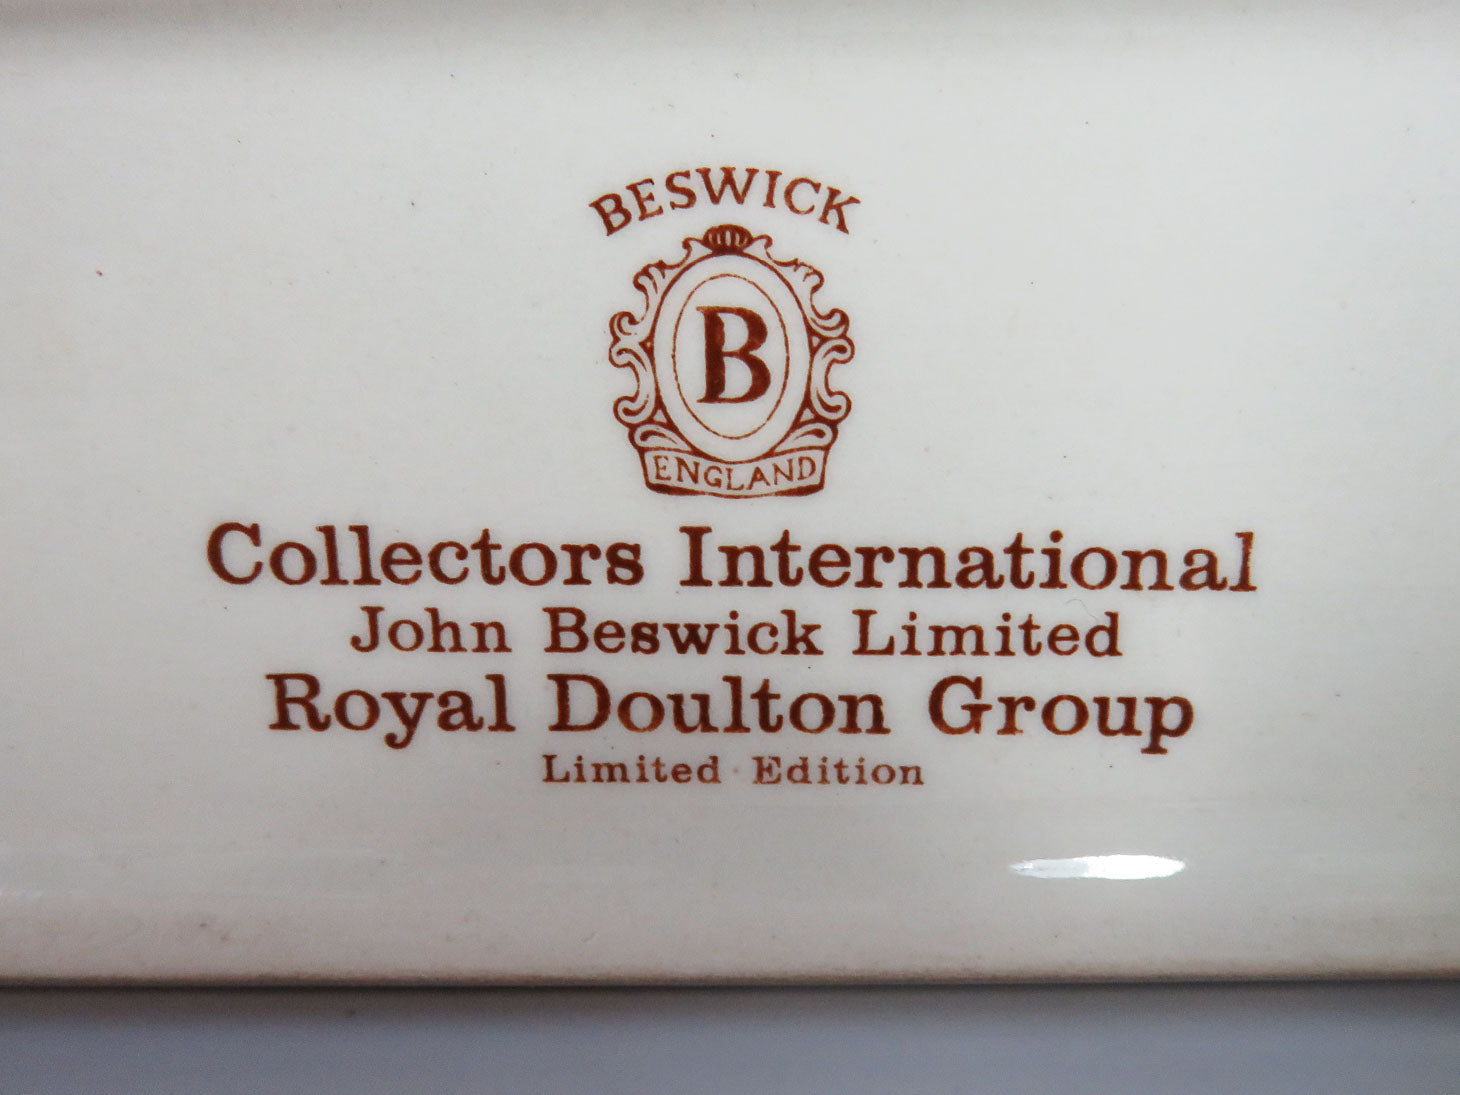 BESWICK
B
ENGLAND
Collectors International
John Beswick Limited
Royal Doulton Group
Limited Edition